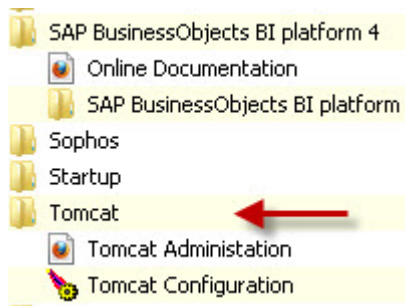 SAP BusinessObjects BI platform 4
Online Documentation
SAP BusinessObjects BI platform
Sophos
Startup
Tomcat
Tomcat Administation
Tomcat Configuration